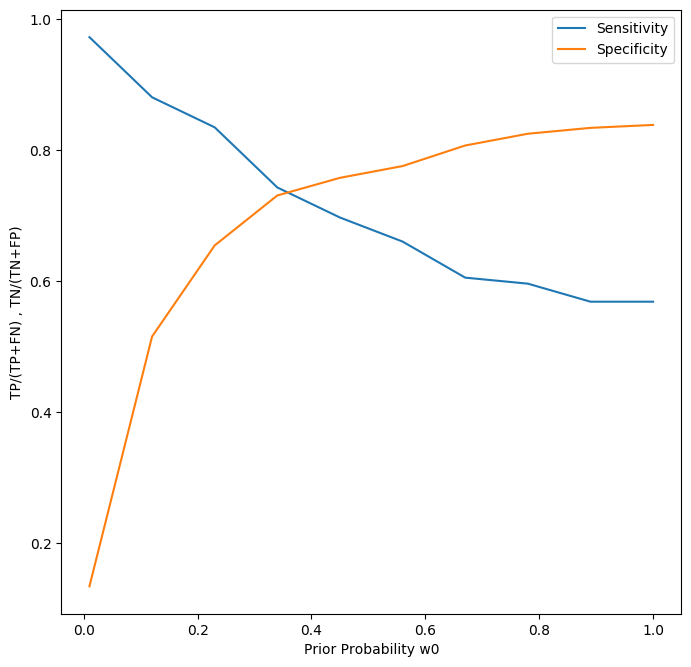 Sensitivity
Specificity
TP/(TP+FN) , TN/(TN+FP)
1.0
0.8
0.6
0.4
0.2
0.0 0.2 0.4 0.6 0.8 1.0
Prior Probability w0